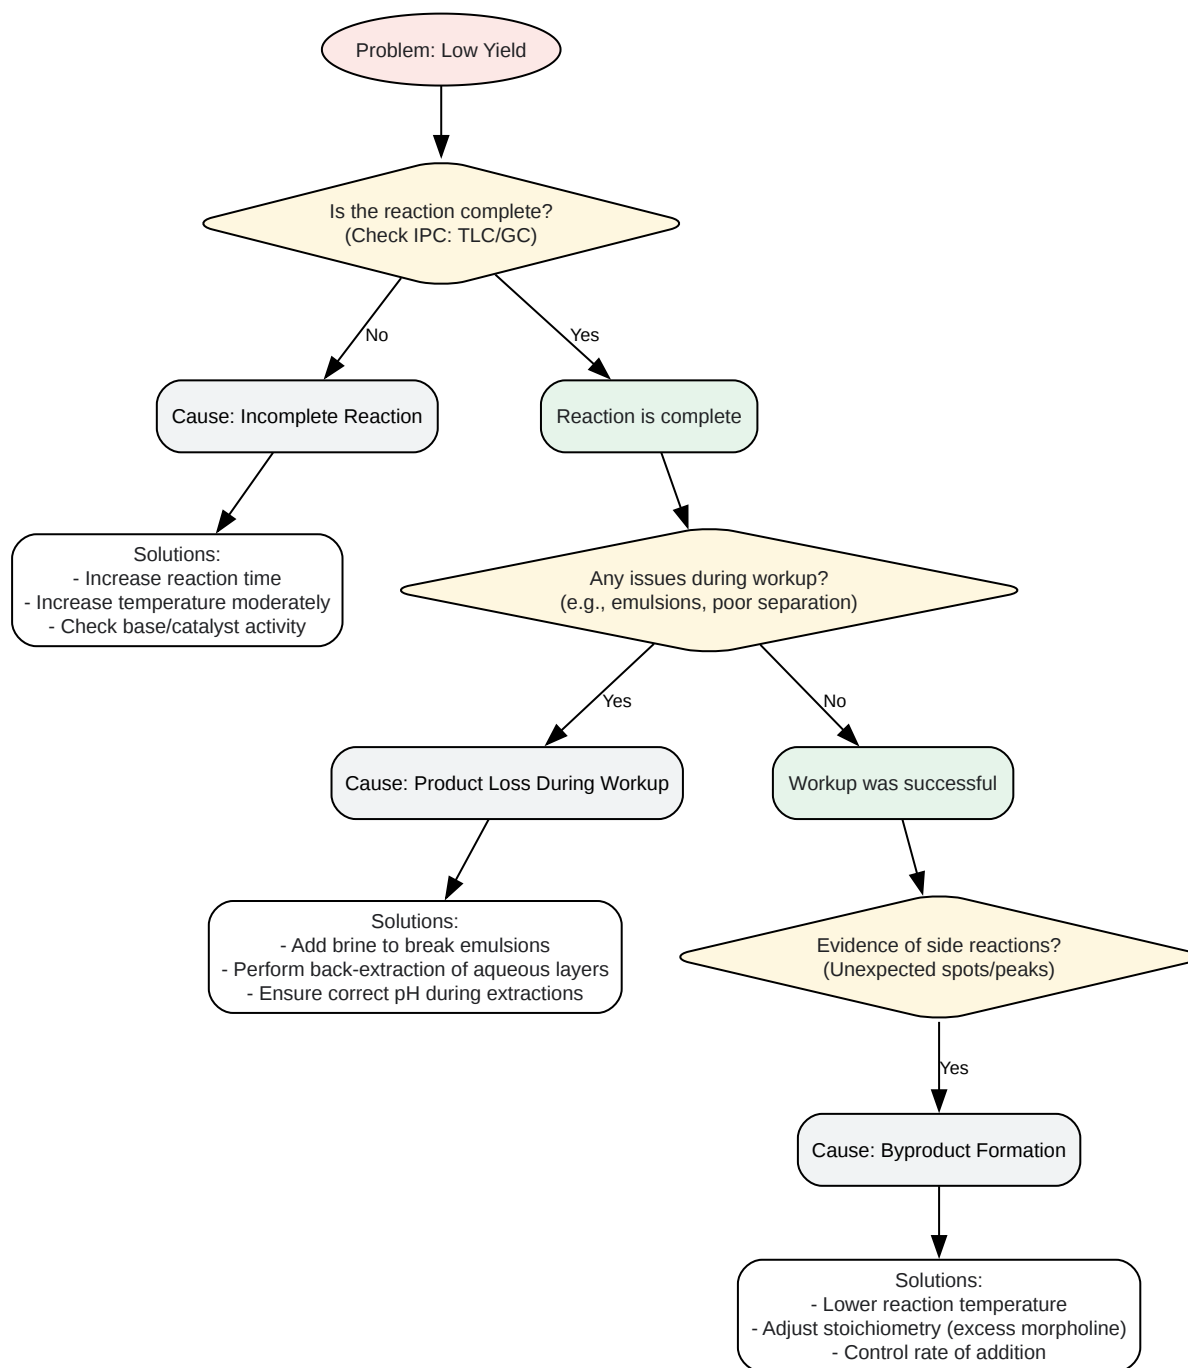 Problem: Low Yield
Is the reaction complete?
(Check IPC: TLC/GC)
No
Yes
Cause: Incomplete Reaction
Reaction is complete
Solutions:
- Increase reaction time
- Increase temperature moderately
- Check base/catalyst activity
Any issues during workup?
(e.g., emulsions, poor separation)
Yes
No
Cause: Product Loss During Workup
Workup was successful
Solutions:
- Add brine to break emulsions
- Perform back-extraction of aqueous layers
- Ensure correct pH during extractions
Evidence of side reactions?
(Unexpected spots/peaks)
Yes
Cause: Byproduct Formation
Solutions:
- Lower reaction temperature
- Adjust stoichiometry (excess morpholine)
- Control rate of addition